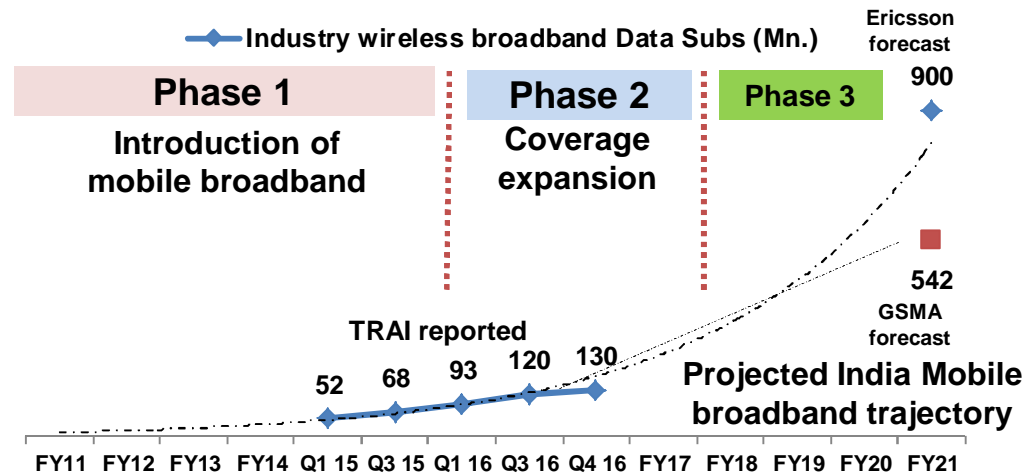 Industry wireless broadband Data Subs (Mn.)
Ericsson
forecast
900
Phase 1
Phase 2
Phase 3
Introduction of
mobile broadband
Coverage
expansion
542
GSMA
forecast
TRAI reported
52
68
93
120
130
Projected India Mobile
broadband trajectory
FY11 FY12 FY13 FY14 Q1 15 Q3 15 Q1 16 Q3 16 Q4 16 FY17 FY18 FY19 FY20 FY21